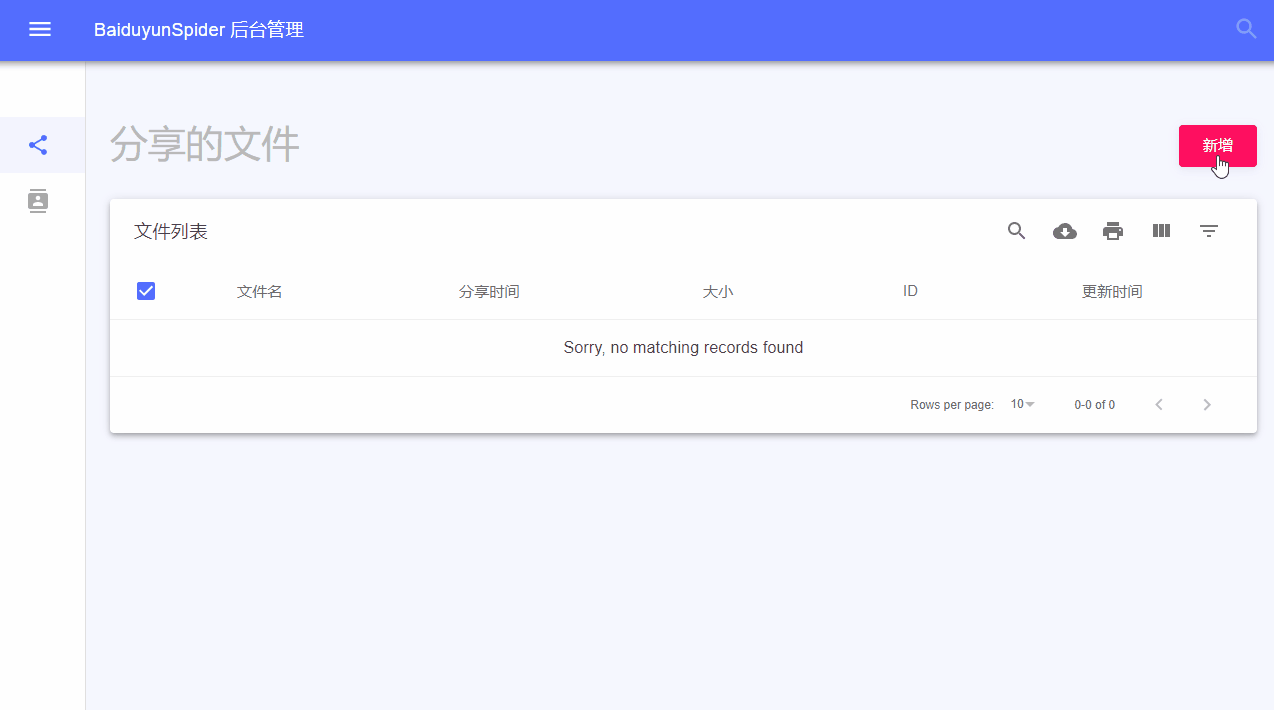 BaiduyunSpider 后台管理
分享的文件
新增
文件列表
文件名 分享时间 大小 ID 更新时间
Sorry, no matching records found
Rows per page: 10 0-0 of 0